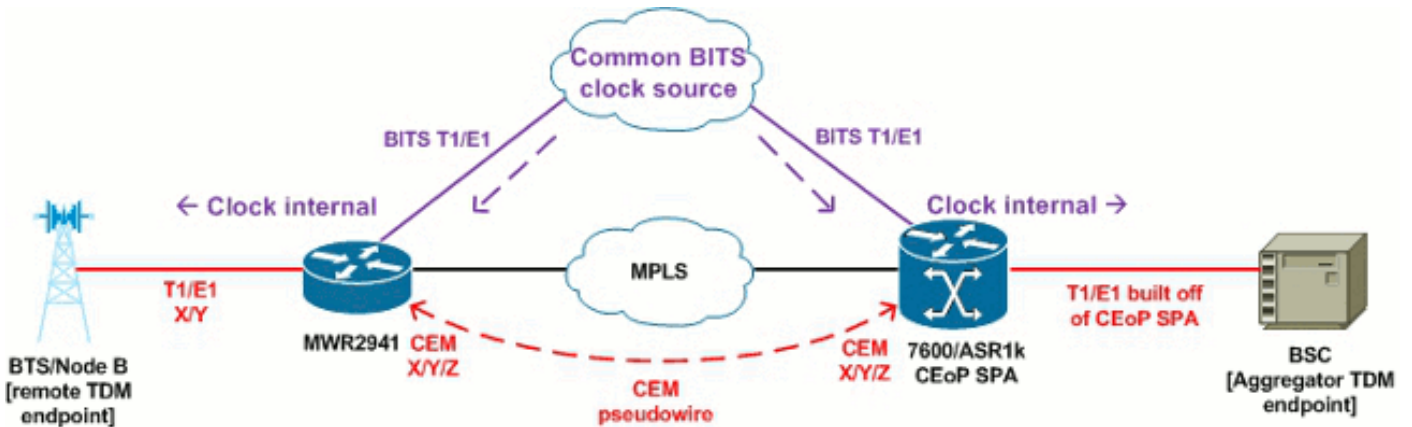 Common BITS
clock source
BITS T1/E1
BITS T1/E1
← Clock internal
Clock internal →
MPLS
T1/E1
X/Y
T1/E1 built off
of CEoP SPA
MWR2941
CEM
X/Y/Z
CEM
X/Y/Z
7600/ASR1k
CEoP SPA
BTS/Node B
[remote TDM
endpoint]
CEM
pseudowire
BSC
[Aggregator TDM
endpoint]